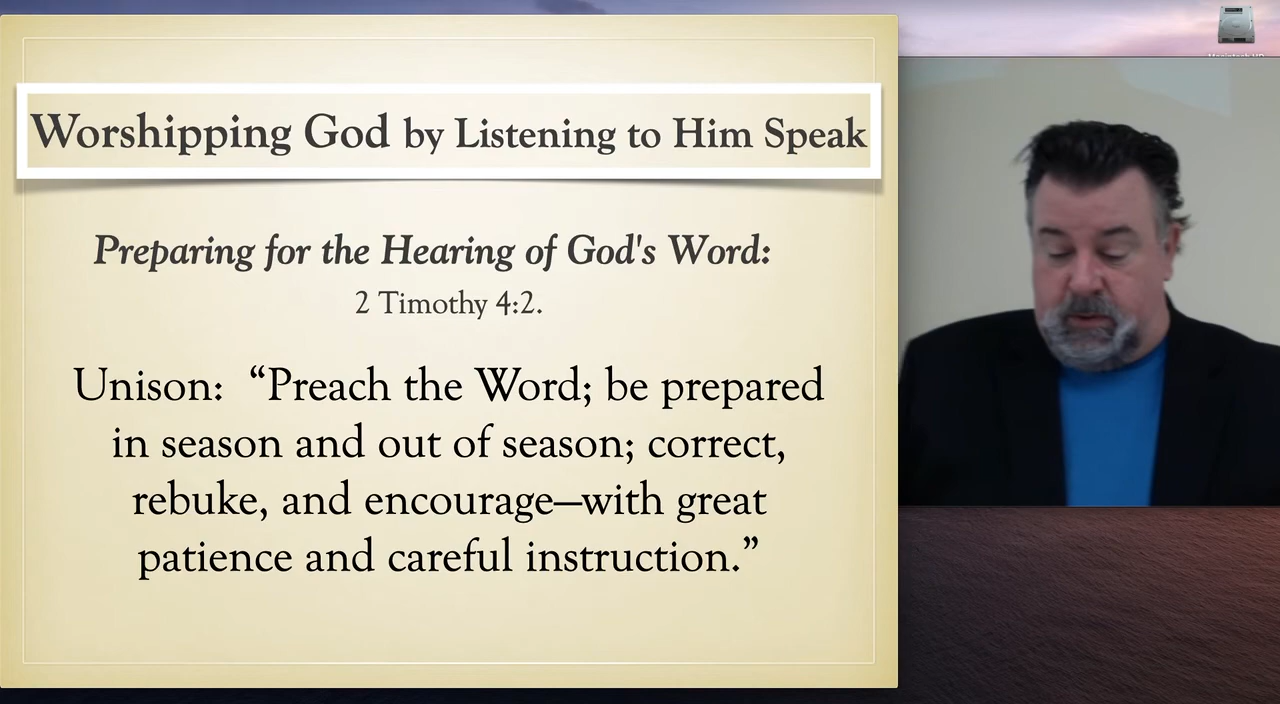 Worshipping God by Listening to Him Speak
Preparing for the Hearing of God's Word:
2 Timothy 4:2.
Unison:  “Preach the Word; be prepared
in season and out of season; correct,
rebuke, and encourage—with great
patience and careful instruction.”